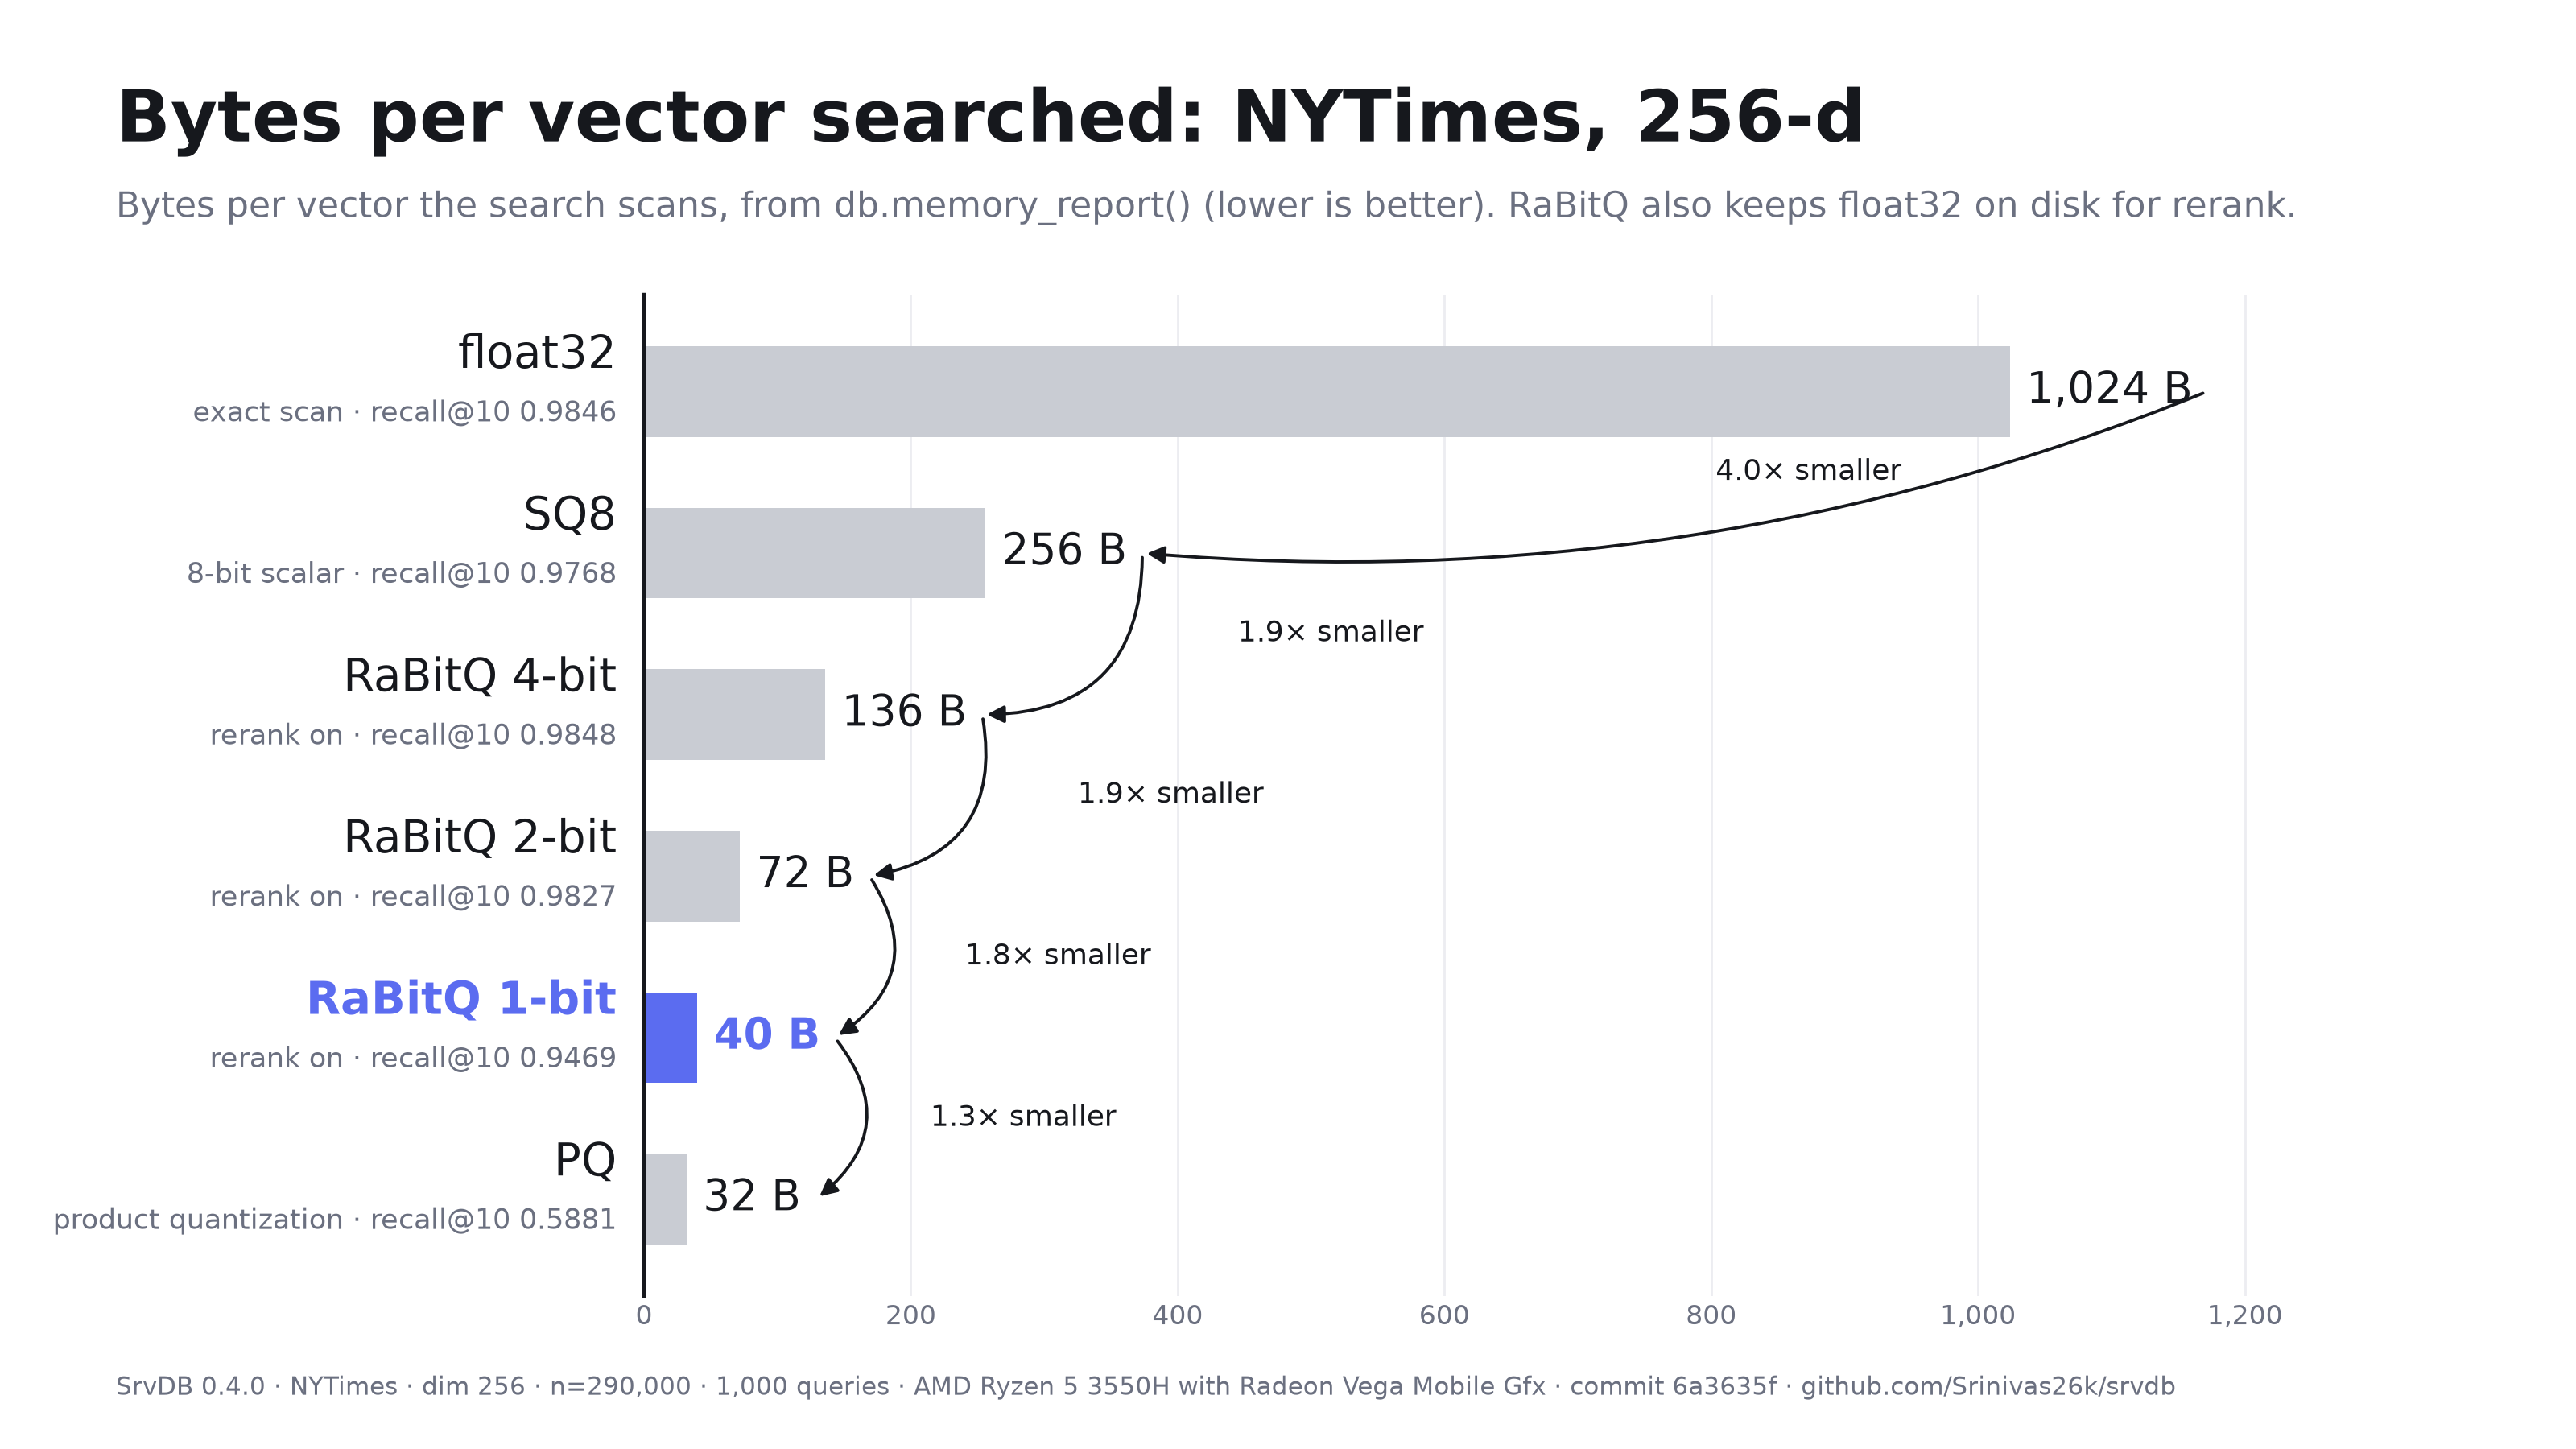 Bytes per vector searched: NYTimes, 256-d
Bytes per vector the search scans, from db.memory_report() (lower is better). RaBitQ also keeps float32 on disk for rerank.
float32
1,024 B
exact scan · recall@10 0.9846
4.0× smaller
SQ8
256 B
8-bit scalar · recall@10 0.9768
1.9× smaller
RaBitQ 4-bit
136 B
rerank on · recall@10 0.9848
1.9× smaller
RaBitQ 2-bit
72 B
rerank on · recall@10 0.9827
1.8× smaller
RaBitQ 1-bit
40 B
rerank on · recall@10 0.9469
1.3× smaller
PQ
32 B
product quantization · recall@10 0.5881
0 200 400 600 800 1,000 1,200
SrvDB 0.4.0 · NYTimes · dim 256 · n=290,000 · 1,000 queries · AMD Ryzen 5 3550H with Radeon Vega Mobile Gfx · commit 6a3635f · github.com/Srinivas26k/srvdb